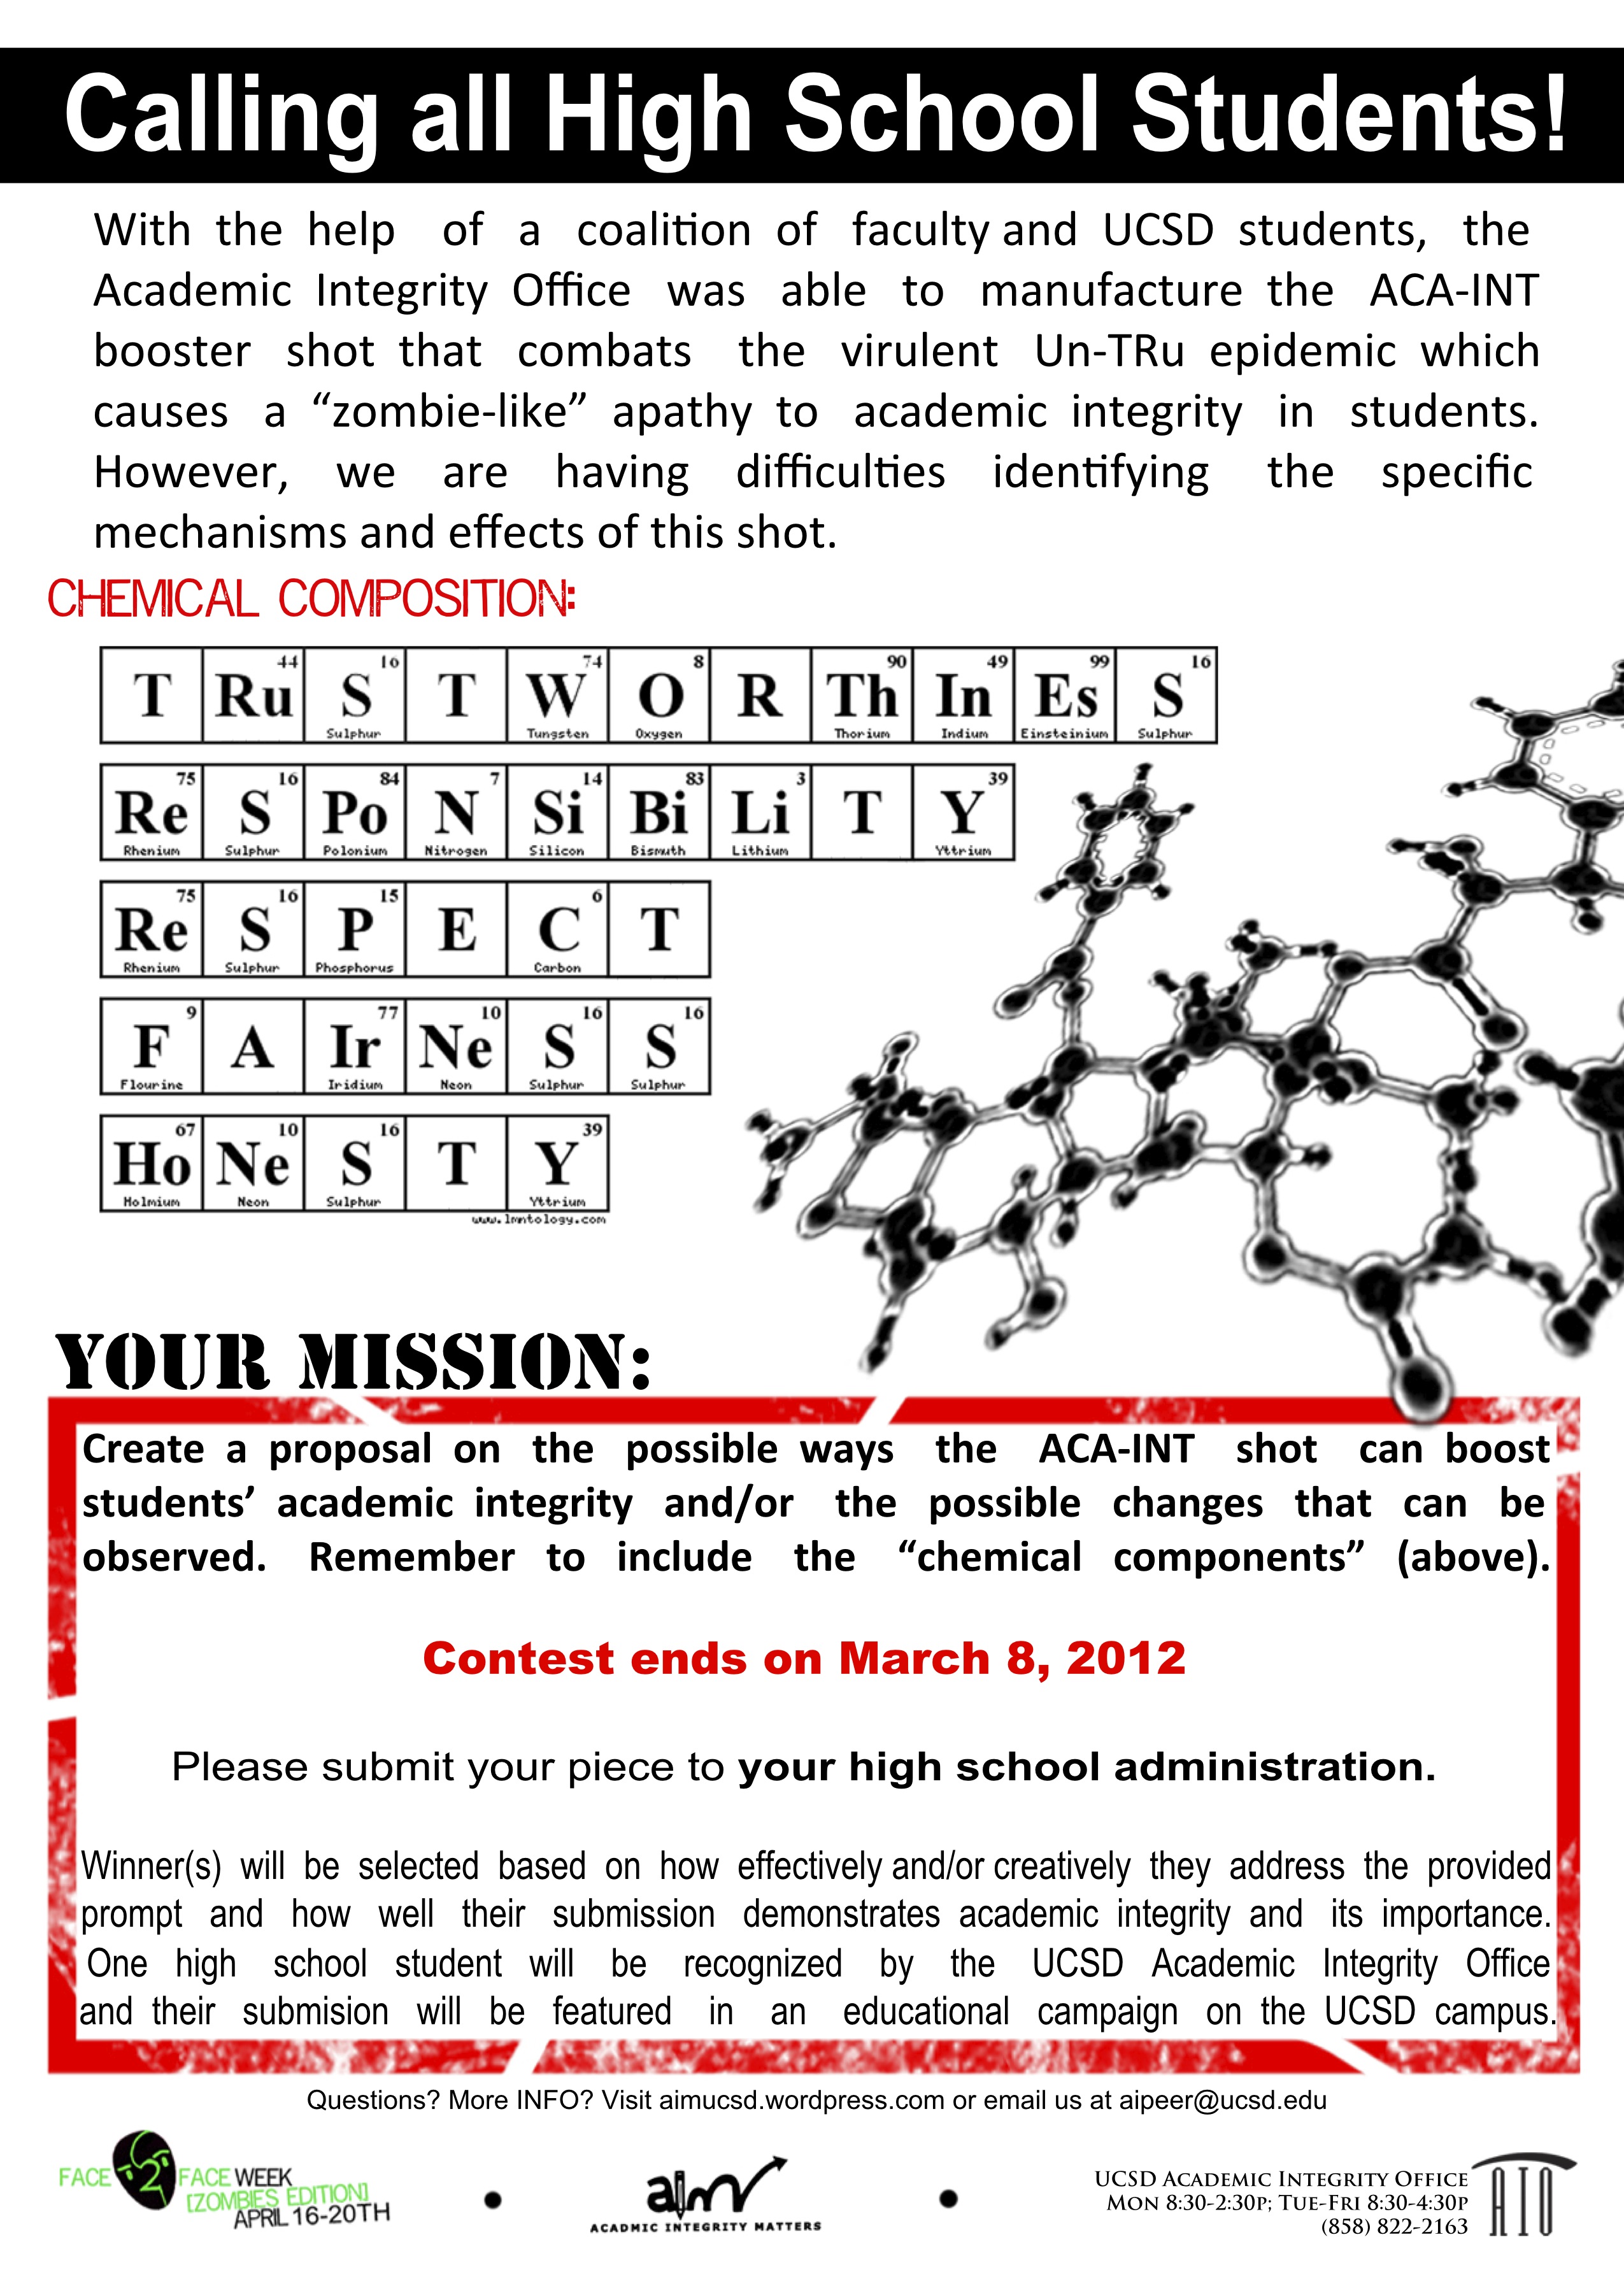 Calling all High School Students!
With the help of a coalition of faculty and UCSD students, the
Academic Integrity Office was able to manufacture the ACA-INT
booster shot that combats the virulent Un-TRu epidemic which
causes a “zombie-like” apathy to academic integrity in students.
However, we are having difficulties identifying the specific
mechanisms and effects of this shot.
CHEMICAL COMPOSITION:
44 16 74 8 90 49 99 16
T Ru S T W O R Th In Es S
Sulphur Tungsten Oxygen Thorium Indium Einsteinium Sulphur
75 16 84 7 14 83 3 39
Re S Po N Si Bi Li T Y
Rhenium Sulphur Polonium Nitrogen Silicon Bismuth Lithium Yttrium
75 16 15 6
Re S P E C T
Rhenium Sulphur Phosphorus Carbon
9 77 10 16 16
F A Ir Ne S S
Flourine Iridium Neon Sulphur Sulphur
67 10 16 39
Ho Ne S T Y
Holmium Neon Sulphur Yttrium
www.lmntology.com
YOUR MISSION:
Create a proposal on the possible ways the ACA-INT shot can boost
students’ academic integrity and/or the possible changes that can be
observed. Remember to include the “chemical components” (above).
Contest ends on March 8, 2012
Please submit your piece to your high school administration.
Winner(s) will be selected based on how effectively and/or creatively they address the provided
prompt and how well their submission demonstrates academic integrity and its importance.
One high school student will be recognized by the UCSD Academic Integrity Office
and their submision will be featured in an educational campaign on the UCSD campus.
Questions? More INFO? Visit aimucsd.wordpress.com or email us at aipeer@ucsd.edu
FACE 2 FACE WEEK
[ZOMBIES EDITION]
APRIL 16-20TH
aim
ACADMIC INTEGRITY MATTERS
UCSD ACADEMIC INTEGRITY OFFICE
MON 8:30-2:30P; TUE-FRI 8:30-4:30P
(858) 822-2163
AIO